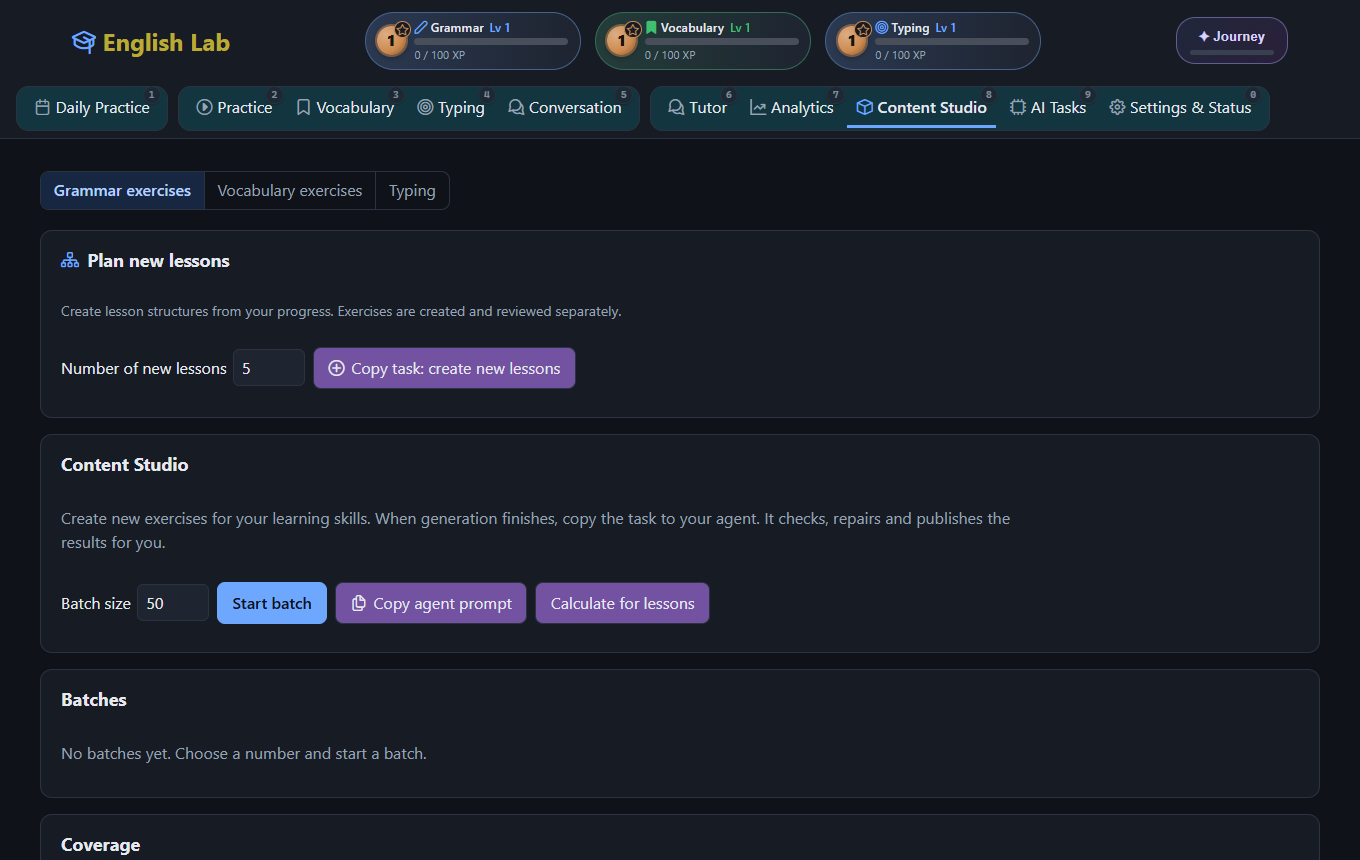 English Lab
1 Grammar Lv 1
0 / 100 XP
1 Vocabulary Lv 1
0 / 100 XP
1 Typing Lv 1
0 / 100 XP
Journey
Daily Practice 1
Practice 2
Vocabulary 3
Typing 4
Conversation 5
Tutor 6
Analytics 7
Content Studio 8
AI Tasks 9
Settings & Status 0
Grammar exercises
Vocabulary exercises
Typing
Plan new lessons
Create lesson structures from your progress. Exercises are created and reviewed separately.
Number of new lessons 5 Copy task: create new lessons
Content Studio
Create new exercises for your learning skills. When generation finishes, copy the task to your agent. It checks, repairs and publishes the
results for you.
Batch size 50 Start batch Copy agent prompt Calculate for lessons
Batches
No batches yet. Choose a number and start a batch.
Coverage